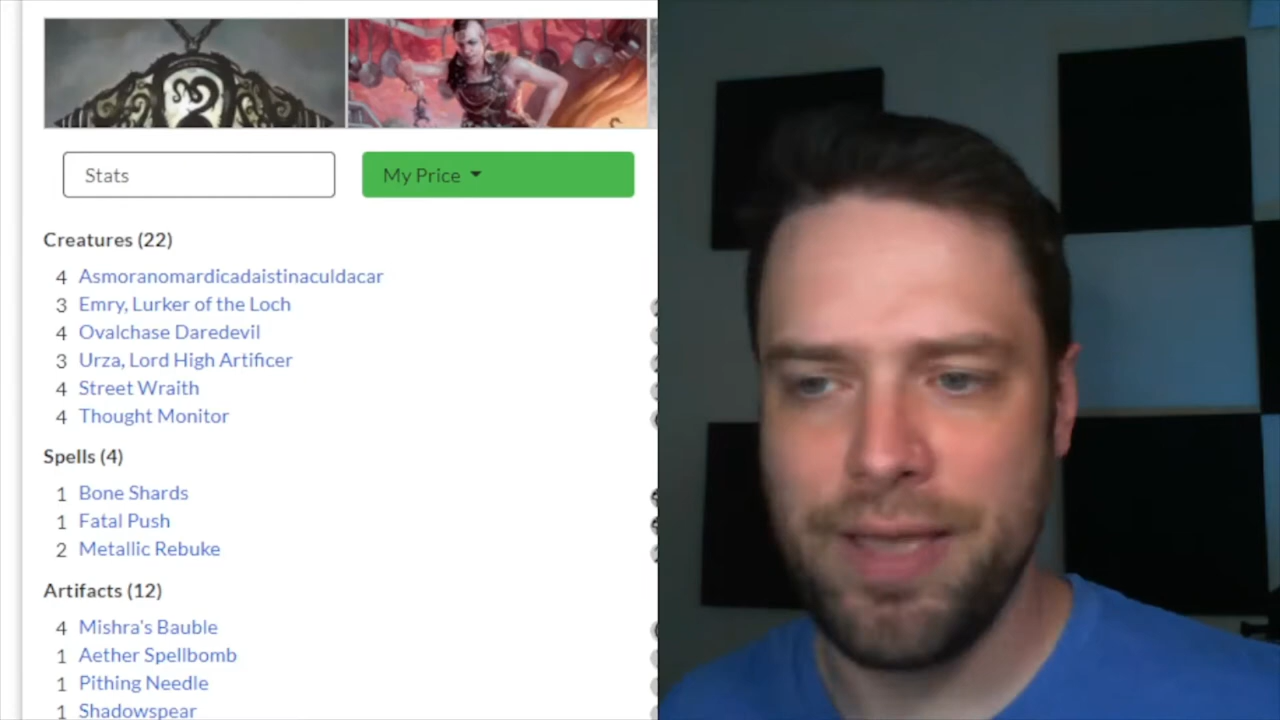 Stats
My Price
Creatures (22)
4 Asmoranomardicadaistinaculdacar
3 Emry, Lurker of the Loch
4 Ovalchase Daredevil
3 Urza, Lord High Artificer
4 Street Wraith
4 Thought Monitor
Spells (4)
1 Bone Shards
1 Fatal Push
2 Metallic Rebuke
Artifacts (12)
4 Mishra's Bauble
1 Aether Spellbomb
1 Pithing Needle
1 Shadowspear